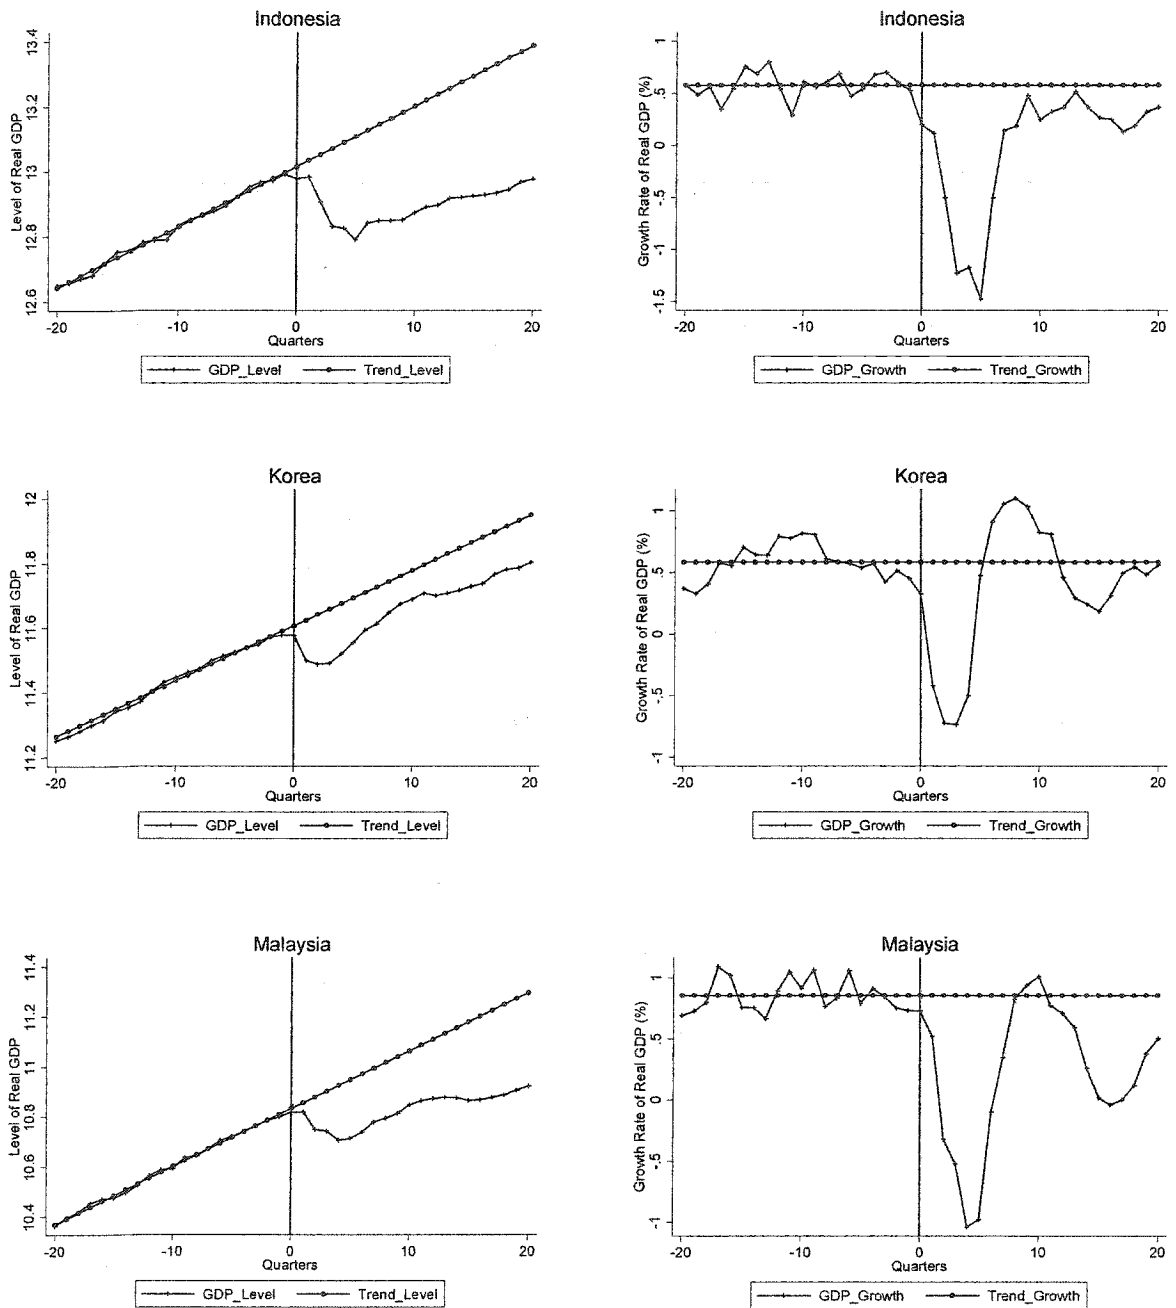 Indonesia
Level of Real GDP
13.4
13.2
13
12.8
12.6
-20
-10
0
10
20
Quarters
GDP_Level
Trend_Level
Indonesia
Growth Rate of Real GDP (%)
1
.5
0
-.5
-1
-1.5
-20
-10
0
10
20
Quarters
GDP_Growth
Trend_Growth
Korea
Level of Real GDP
12
11.8
11.6
11.4
11.2
-20
-10
0
10
20
Quarters
GDP_Level
Trend_Level
Korea
Growth Rate of Real GDP (%)
1
.5
0
-.5
-1
-20
-10
0
10
20
Quarters
GDP_Growth
Trend_Growth
Malaysia
Level of Real GDP
11.4
11.2
11
10.8
10.6
10.4
-20
-10
0
10
20
Quarters
GDP_Level
Trend_Level
Malaysia
Growth Rate of Real GDP (%)
1
.5
0
-.5
-1
-20
-10
0
10
20
Quarters
GDP_Growth
Trend_Growth